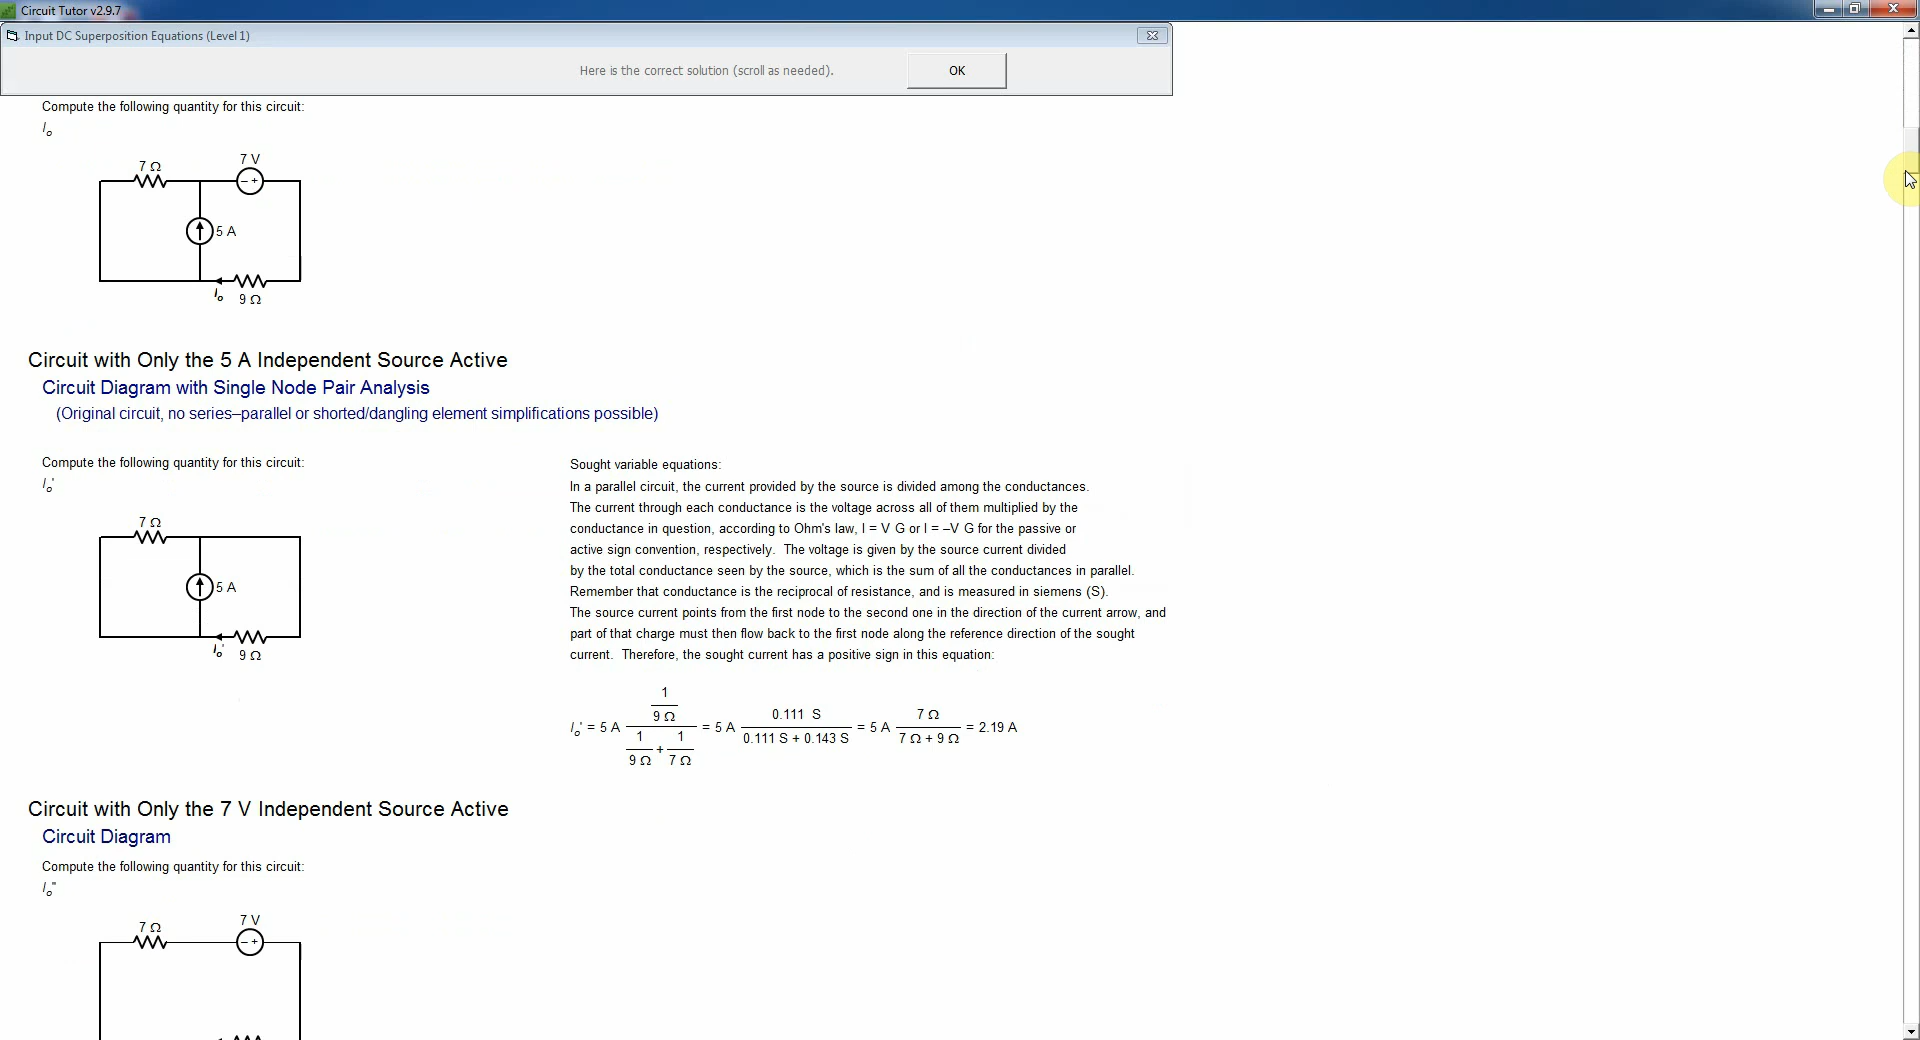 Circuit Tutor v2.9.7
Input DC Superposition Equations (Level 1)
Here is the correct solution (scroll as needed).
OK
Compute the following quantity for this circuit:
Io
7 Ω
7 V
− +
5 A
Io
9 Ω
Circuit with Only the 5 A Independent Source Active
Circuit Diagram with Single Node Pair Analysis
(Original circuit, no series–parallel or shorted/dangling element simplifications possible)
Compute the following quantity for this circuit:
Io'
7 Ω
5 A
Io'
9 Ω
Sought variable equations:
In a parallel circuit, the current provided by the source is divided among the conductances.
The current through each conductance is the voltage across all of them multiplied by the
conductance in question, according to Ohm's law, I = V G or I = –V G for the passive or
active sign convention, respectively. The voltage is given by the source current divided
by the total conductance seen by the source, which is the sum of all the conductances in parallel.
Remember that conductance is the reciprocal of resistance, and is measured in siemens (S).
The source current points from the first node to the second one in the direction of the current arrow, and
part of that charge must then flow back to the first node along the reference direction of the sought
current. Therefore, the sought current has a positive sign in this equation:
1
9 Ω
0.111 S
7 Ω
Io' = 5 A = 5 A = 5 A = 2.19 A
1 1
0.111 S + 0.143 S
7 Ω + 9 Ω
+
9 Ω 7 Ω
Circuit with Only the 7 V Independent Source Active
Circuit Diagram
Compute the following quantity for this circuit:
Io"
7 Ω
7 V
− +